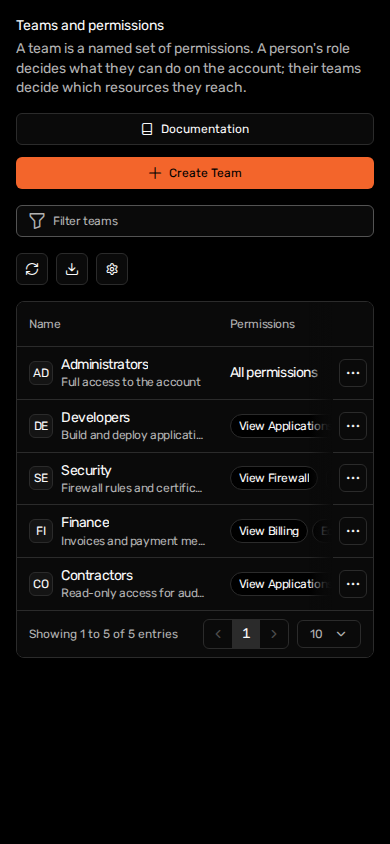 Teams and permissions
A team is a named set of permissions. A person's role
decides what they can do on the account; their teams
decide which resources they reach.
Documentation
Create Team
Filter teams
Name Permissions
AD Administrators All permissions
Full access to the account
DE Developers View Application
Build and deploy applicati…
SE Security View Firewall
Firewall rules and certific…
FI Finance View Billing
Invoices and payment me…
CO Contractors View Application
Read-only access for aud…
Showing 1 to 5 of 5 entries 1 10